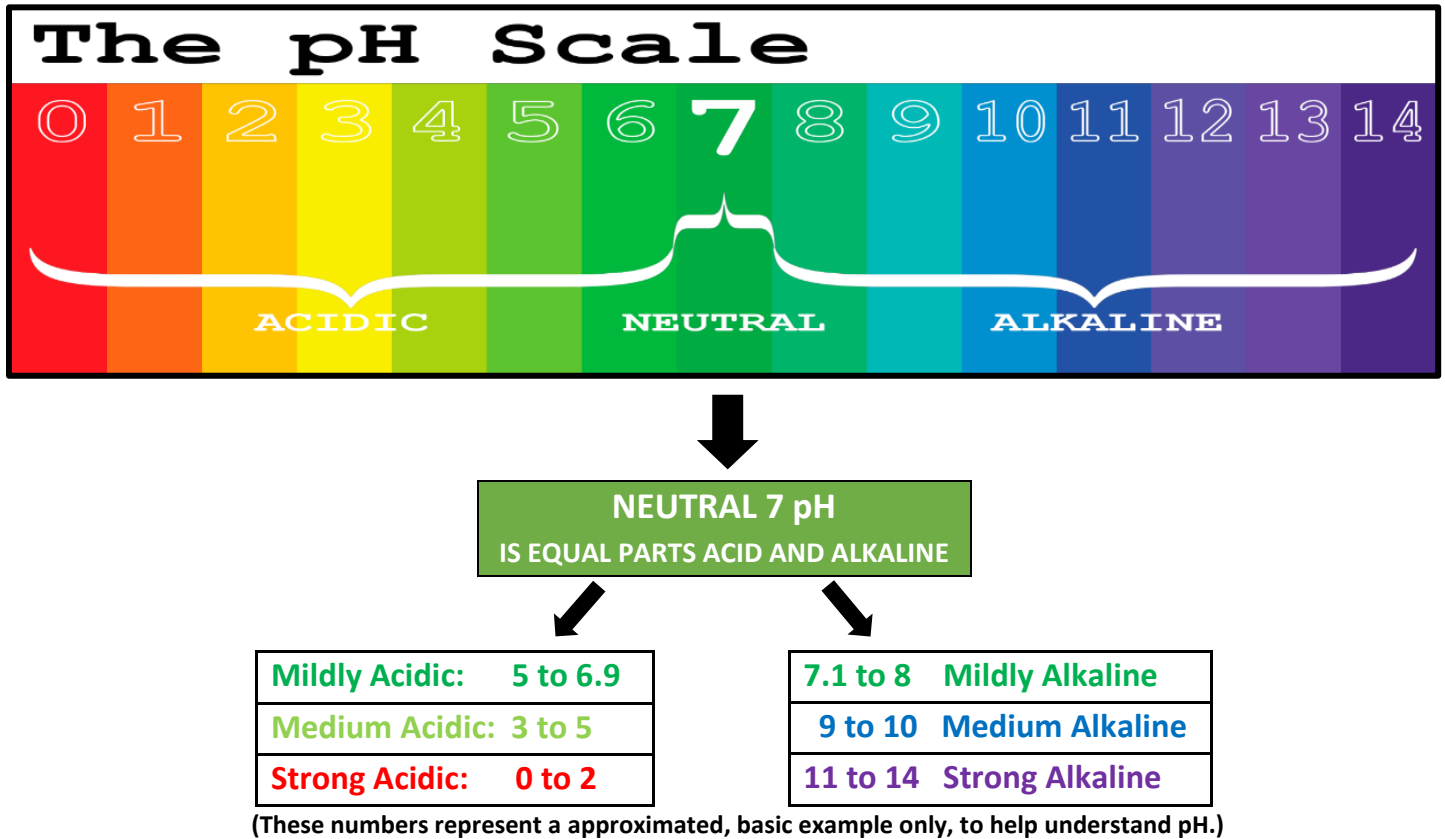 The pH Scale
0 1 2 3 4 5 6 7 8 9 10 11 12 13 14
ACIDIC NEUTRAL ALKALINE
NEUTRAL 7 pH
IS EQUAL PARTS ACID AND ALKALINE
Mildly Acidic: 5 to 6.9
Medium Acidic: 3 to 5
Strong Acidic: 0 to 2
7.1 to 8 Mildly Alkaline
9 to 10 Medium Alkaline
11 to 14 Strong Alkaline
(These numbers represent a approximated, basic example only, to help understand pH.)